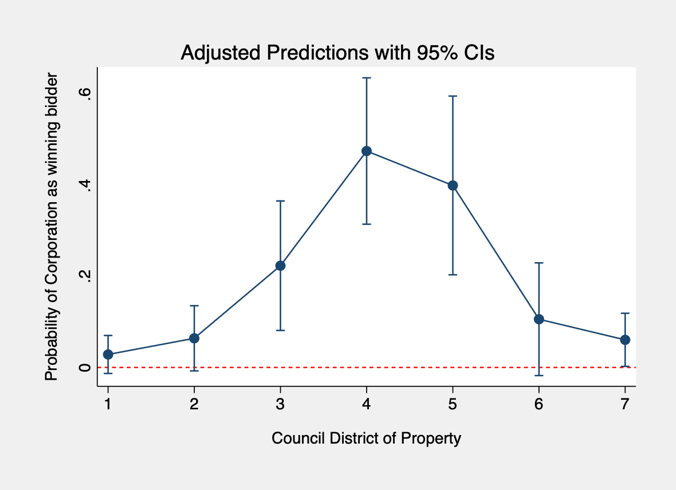 Adjusted Predictions with 95% CIs
Probability of Corporation as winning bidder
.6
.4
.2
0
1 2 3 4 5 6 7
Council District of Property